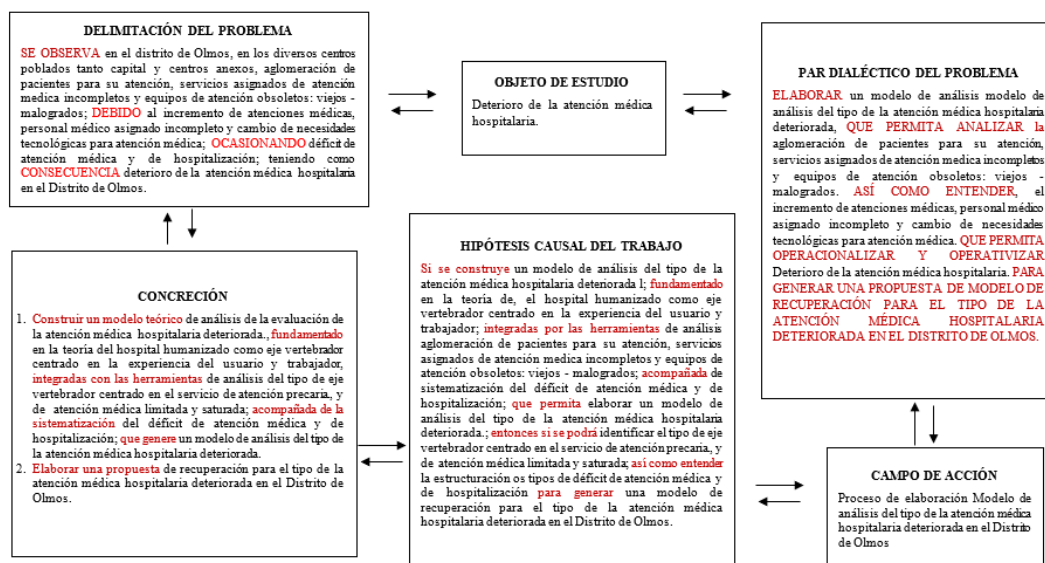 DELIMITACIÓN DEL PROBLEMA
SE OBSERVA en el distrito de Olmos, en los diversos centros
poblados tanto capital y centros anexos, aglomeración de
pacientes para su atención, servicios asignados de atención
medica incompletos y equipos de atención obsoletos: viejos -
malogrados; DEBIDO al incremento de atenciones médicas,
personal médico asignado incompleto y cambio de necesidades
tecnológicas para atención médica; OCASIONANDO déficit de
atención médica y de hospitalización; teniendo como
CONSECUENCIA deterioro de la atención médica hospitalaria
en el Distrito de Olmos.
OBJETO DE ESTUDIO
Deterioro de la atención médica
hospitalaria.
PAR DIALÉCTICO DEL PROBLEMA
ELABORAR un modelo de análisis modelo de
análisis del tipo de la atención médica hospitalaria
deteriorada, QUE PERMITA ANALIZAR la
aglomeración de pacientes para su atención,
servicios asignados de atención medica incompletos
y equipos de atención obsoletos: viejos -
malogrados. ASÍ COMO ENTENDER, el
incremento de atenciones médicas, personal médico
asignado incompleto y cambio de necesidades
tecnológicas para atención médica. QUE PERMITA
OPERACIONALIZAR Y OPERATIVIZAR
Deterioro de la atención médica hospitalaria. PARA
GENERAR UNA PROPUESTA DE MODELO DE
RECUPERACIÓN PARA EL TIPO DE LA
ATENCIÓN MÉDICA HOSPITALARIA
DETERIORADA EN EL DISTRITO DE OLMOS.
CONCRECIÓN
1. Construir un modelo teórico de análisis de la evaluación de
la atención médica hospitalaria deteriorada., fundamentado
en la teoría del hospital humanizado como eje vertebrador
centrado en la experiencia del usuario y trabajador,
integradas con las herramientas de análisis del tipo de eje
vertebrador centrado en el servicio de atención precaria, y
de atención médica limitada y saturada; acompañada de la
sistematización del déficit de atención médica y de
hospitalización; que genere un modelo de análisis del tipo de
la atención médica hospitalaria deteriorada.
2. Elaborar una propuesta de recuperación para el tipo de la
atención médica hospitalaria deteriorada en el Distrito de
Olmos.
HIPÓTESIS CAUSAL DEL TRABAJO
Si se construye un modelo de análisis del tipo de la
atención médica hospitalaria deteriorada l; fundamentado
en la teoría de, el hospital humanizado como eje
vertebrador centrado en la experiencia del usuario y
trabajador; integradas por las herramientas de análisis
aglomeración de pacientes para su atención, servicios
asignados de atención medica incompletos y equipos de
atención obsoletos: viejos - malogrados; acompañada de
sistematización del déficit de atención médica y de
hospitalización; que permita elaborar un modelo de
análisis del tipo de la atención médica hospitalaria
deteriorada.; entonces si se podrá identificar el tipo de eje
vertebrador centrado en el servicio de atención precaria, y
de atención médica limitada y saturada; así como entender
la estructuración os tipos de déficit de atención médica y
de hospitalización para generar una modelo de
recuperación para el tipo de la atención médica
hospitalaria deteriorada en el Distrito de Olmos.
CAMPO DE ACCIÓN
Proceso de elaboración Modelo de
análisis del tipo de la atención médica
hospitalaria deteriorada en el Distrito
de Olmos